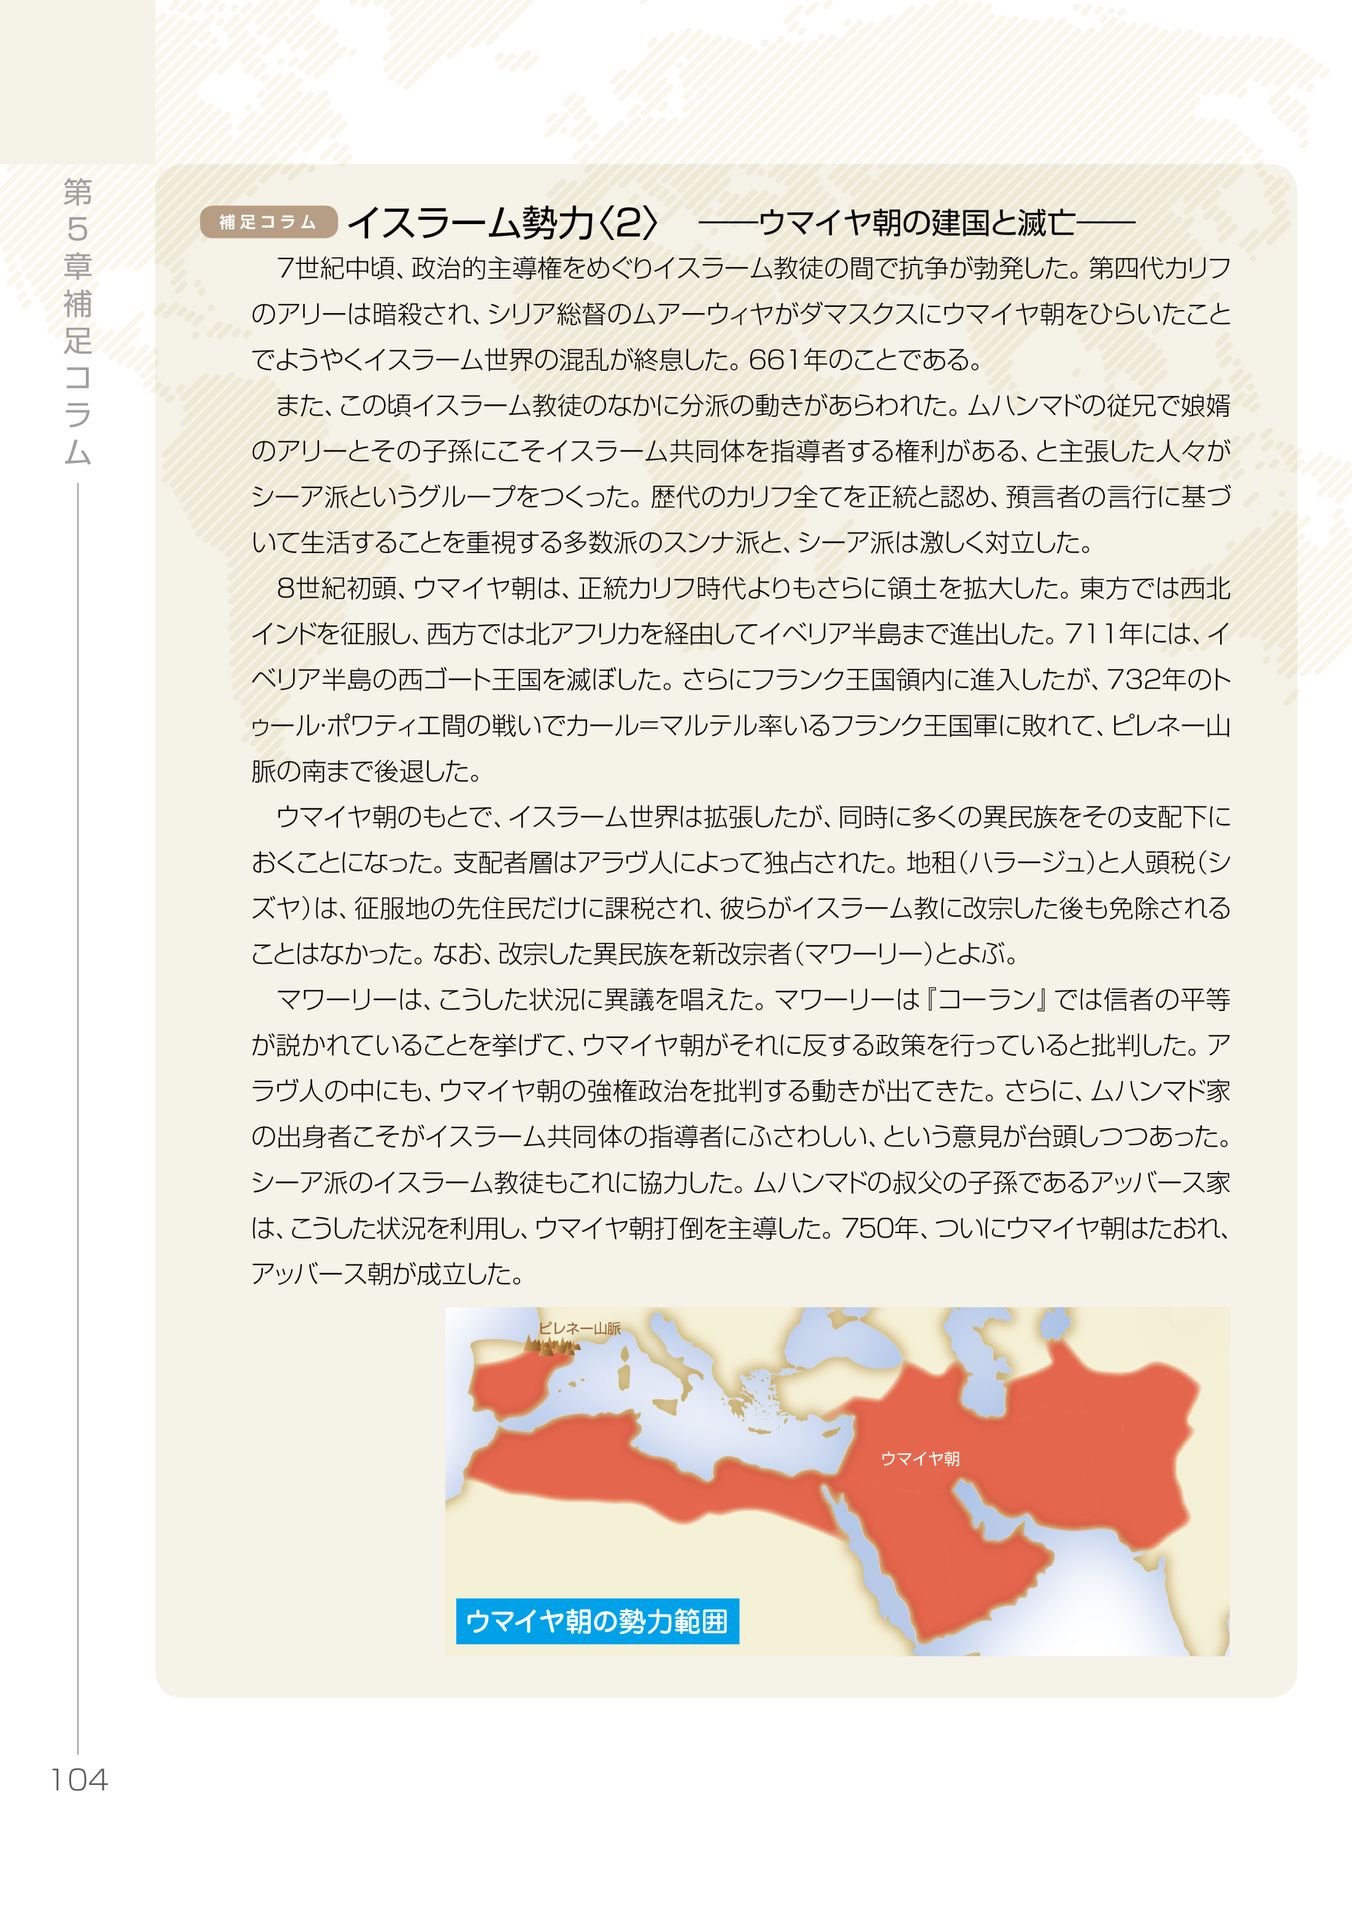 第5章補足コラム
補足コラム イスラーム勢力〈2〉 ――ウマイヤ朝の建国と滅亡――
7世紀中頃、政治的主導権をめぐりイスラーム教徒の間で抗争が勃発した。第四代カリフ
のアリーは暗殺され、シリア総督のムアーウィヤがダマスクスにウマイヤ朝をひらいたこと
でようやくイスラーム世界の混乱が終息した。661年のことである。
また、この頃イスラーム教徒のなかに分派の動きがあらわれた。ムハンマドの従兄で娘婿
のアリーとその子孫にこそイスラーム共同体を指導者する権利がある、と主張した人々が
シーア派というグループをつくった。歴代のカリフ全てを正統と認め、預言者の言行に基づ
いて生活することを重視する多数派のスンナ派と、シーア派は激しく対立した。
8世紀初頭、ウマイヤ朝は、正統カリフ時代よりもさらに領土を拡大した。東方では西北
インドを征服し、西方では北アフリカを経由してイベリア半島まで進出した。711年には、イ
ベリア半島の西ゴート王国を滅ぼした。さらにフランク王国領内に進入したが、732年のト
ゥール・ポワティエ間の戦いでカール=マルテル率いるフランク王国軍に敗れて、ピレネー山
脈の南まで後退した。
ウマイヤ朝のもとで、イスラーム世界は拡張したが、同時に多くの異民族をその支配下に
おくことになった。支配者層はアラヴ人によって独占された。地租(ハラージュ)と人頭税(シ
ズヤ)は、征服地の先住民だけに課税され、彼らがイスラーム教に改宗した後も免除される
ことはなかった。なお、改宗した異民族を新改宗者(マワーリー)とよぶ。
マワーリーは、こうした状況に異議を唱えた。マワーリーは『コーラン』では信者の平等
が説かれていることを挙げて、ウマイヤ朝がそれに反する政策を行っていると批判した。ア
ラヴ人の中にも、ウマイヤ朝の強権政治を批判する動きが出てきた。さらに、ムハンマド家
の出身者こそがイスラーム共同体の指導者にふさわしい、という意見が台頭しつつあった。
シーア派のイスラーム教徒もこれに協力した。ムハンマドの叔父の子孫であるアッバース家
は、こうした状況を利用し、ウマイヤ朝打倒を主導した。750年、ついにウマイヤ朝はたおれ、
アッバース朝が成立した。
ピレネー山脈
ウマイヤ朝
ウマイヤ朝の勢力範囲
104